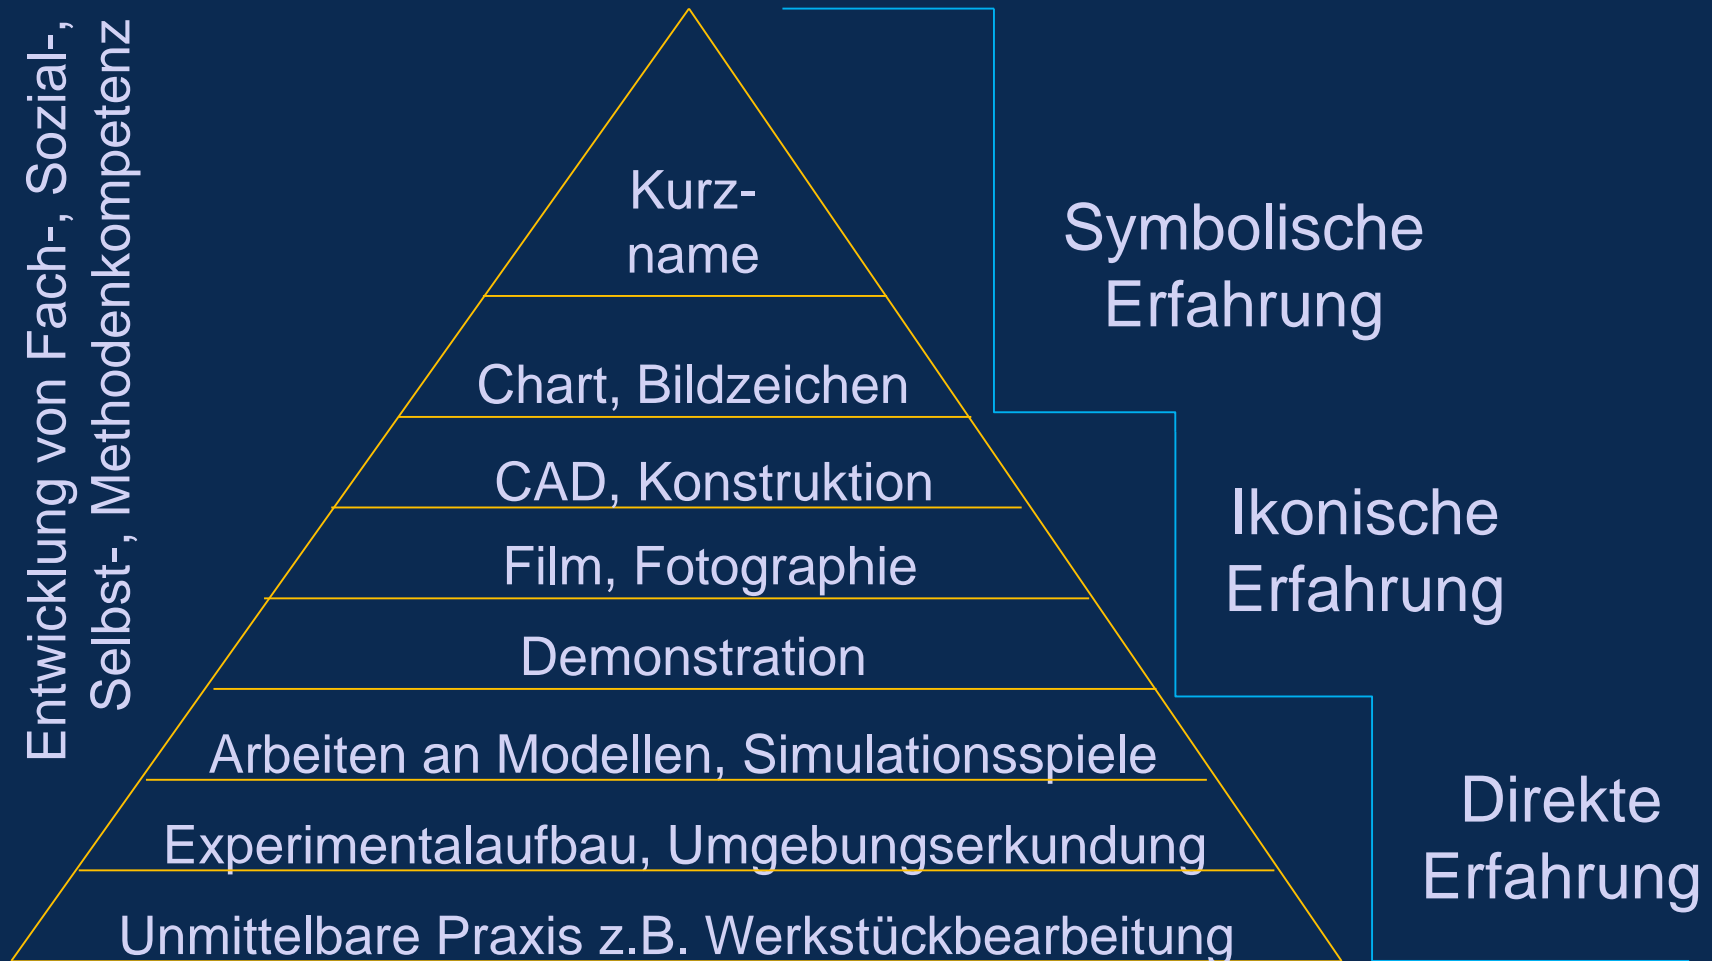 Entwicklung von Fach-, Sozial-,
Selbst-, Methodenkompetenz
Kurz-
name
Chart, Bildzeichen
CAD, Konstruktion
Film, Fotographie
Demonstration
Arbeiten an Modellen, Simulationsspiele
Experimentalaufbau, Umgebungserkundung
Unmittelbare Praxis z.B. Werkstückbearbeitung
Symbolische
Erfahrung
Ikonische
Erfahrung
Direkte
Erfahrung